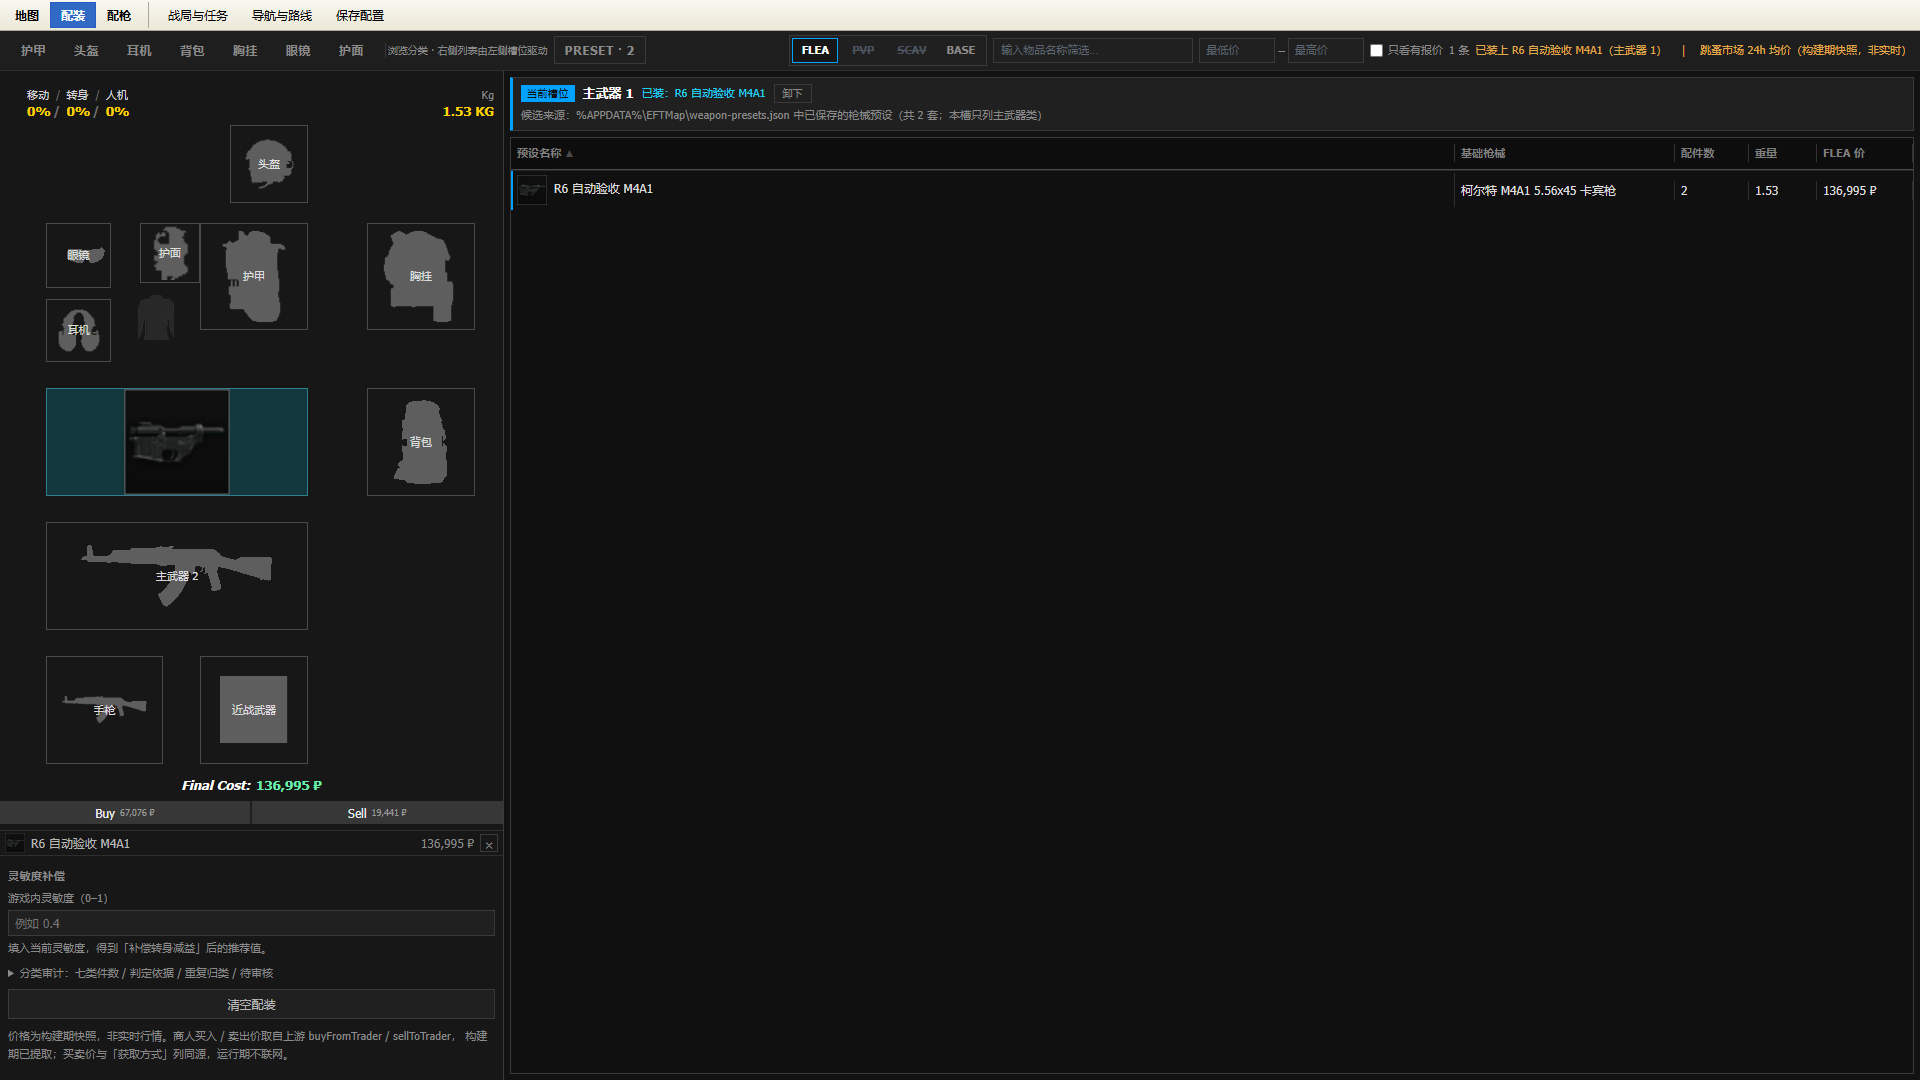 地图 配装 配枪 战局与任务 导航与路线 保存配置
护甲 头盔 耳机 背包 胸挂 眼镜 护面 浏览分类 · 右侧列表由左侧槽位驱动 PRESET · 2 FLEA PVP SCAV BASE 输入物品名称筛选... 最低价 – 最高价 只看有报价 1 条 已装上 R6 自动验收 M4A1（主武器 1） | 跳蚤市场 24h 均价（构建期快照，非实时）
移动 / 转身 / 人机 Kg
0% / 0% / 0% 1.53 KG
头盔
眼镜
护面
护甲
胸挂
耳机
背包
主武器 2
手枪
近战武器
Final Cost: 136,995 ₽
Buy 67,076 ₽ Sell 19,441 ₽
R6 自动验收 M4A1 136,995 ₽ ×
灵敏度补偿
游戏内灵敏度（0–1）
例如 0.4
填入当前灵敏度，得到「补偿转身减益」后的推荐值。
▶ 分类审计：七类件数 / 判定依据 / 重复归类 / 待审核
清空配装
价格为构建期快照，非实时行情。商人买入 / 卖出价取自上游 buyFromTrader / sellToTrader， 构建
期已提取；买卖价与「获取方式」列同源，运行期不联网。
当前槽位 主武器 1 已装：R6 自动验收 M4A1 卸下
候选来源：%APPDATA%\EFTMap\weapon-presets.json 中已保存的枪械预设（共 2 套；本槽只列主武器类）
预设名称 ▲ 基础枪械 配件数 重量 FLEA 价
R6 自动验收 M4A1 柯尔特 M4A1 5.56x45 卡宾枪 2 1.53 136,995 ₽